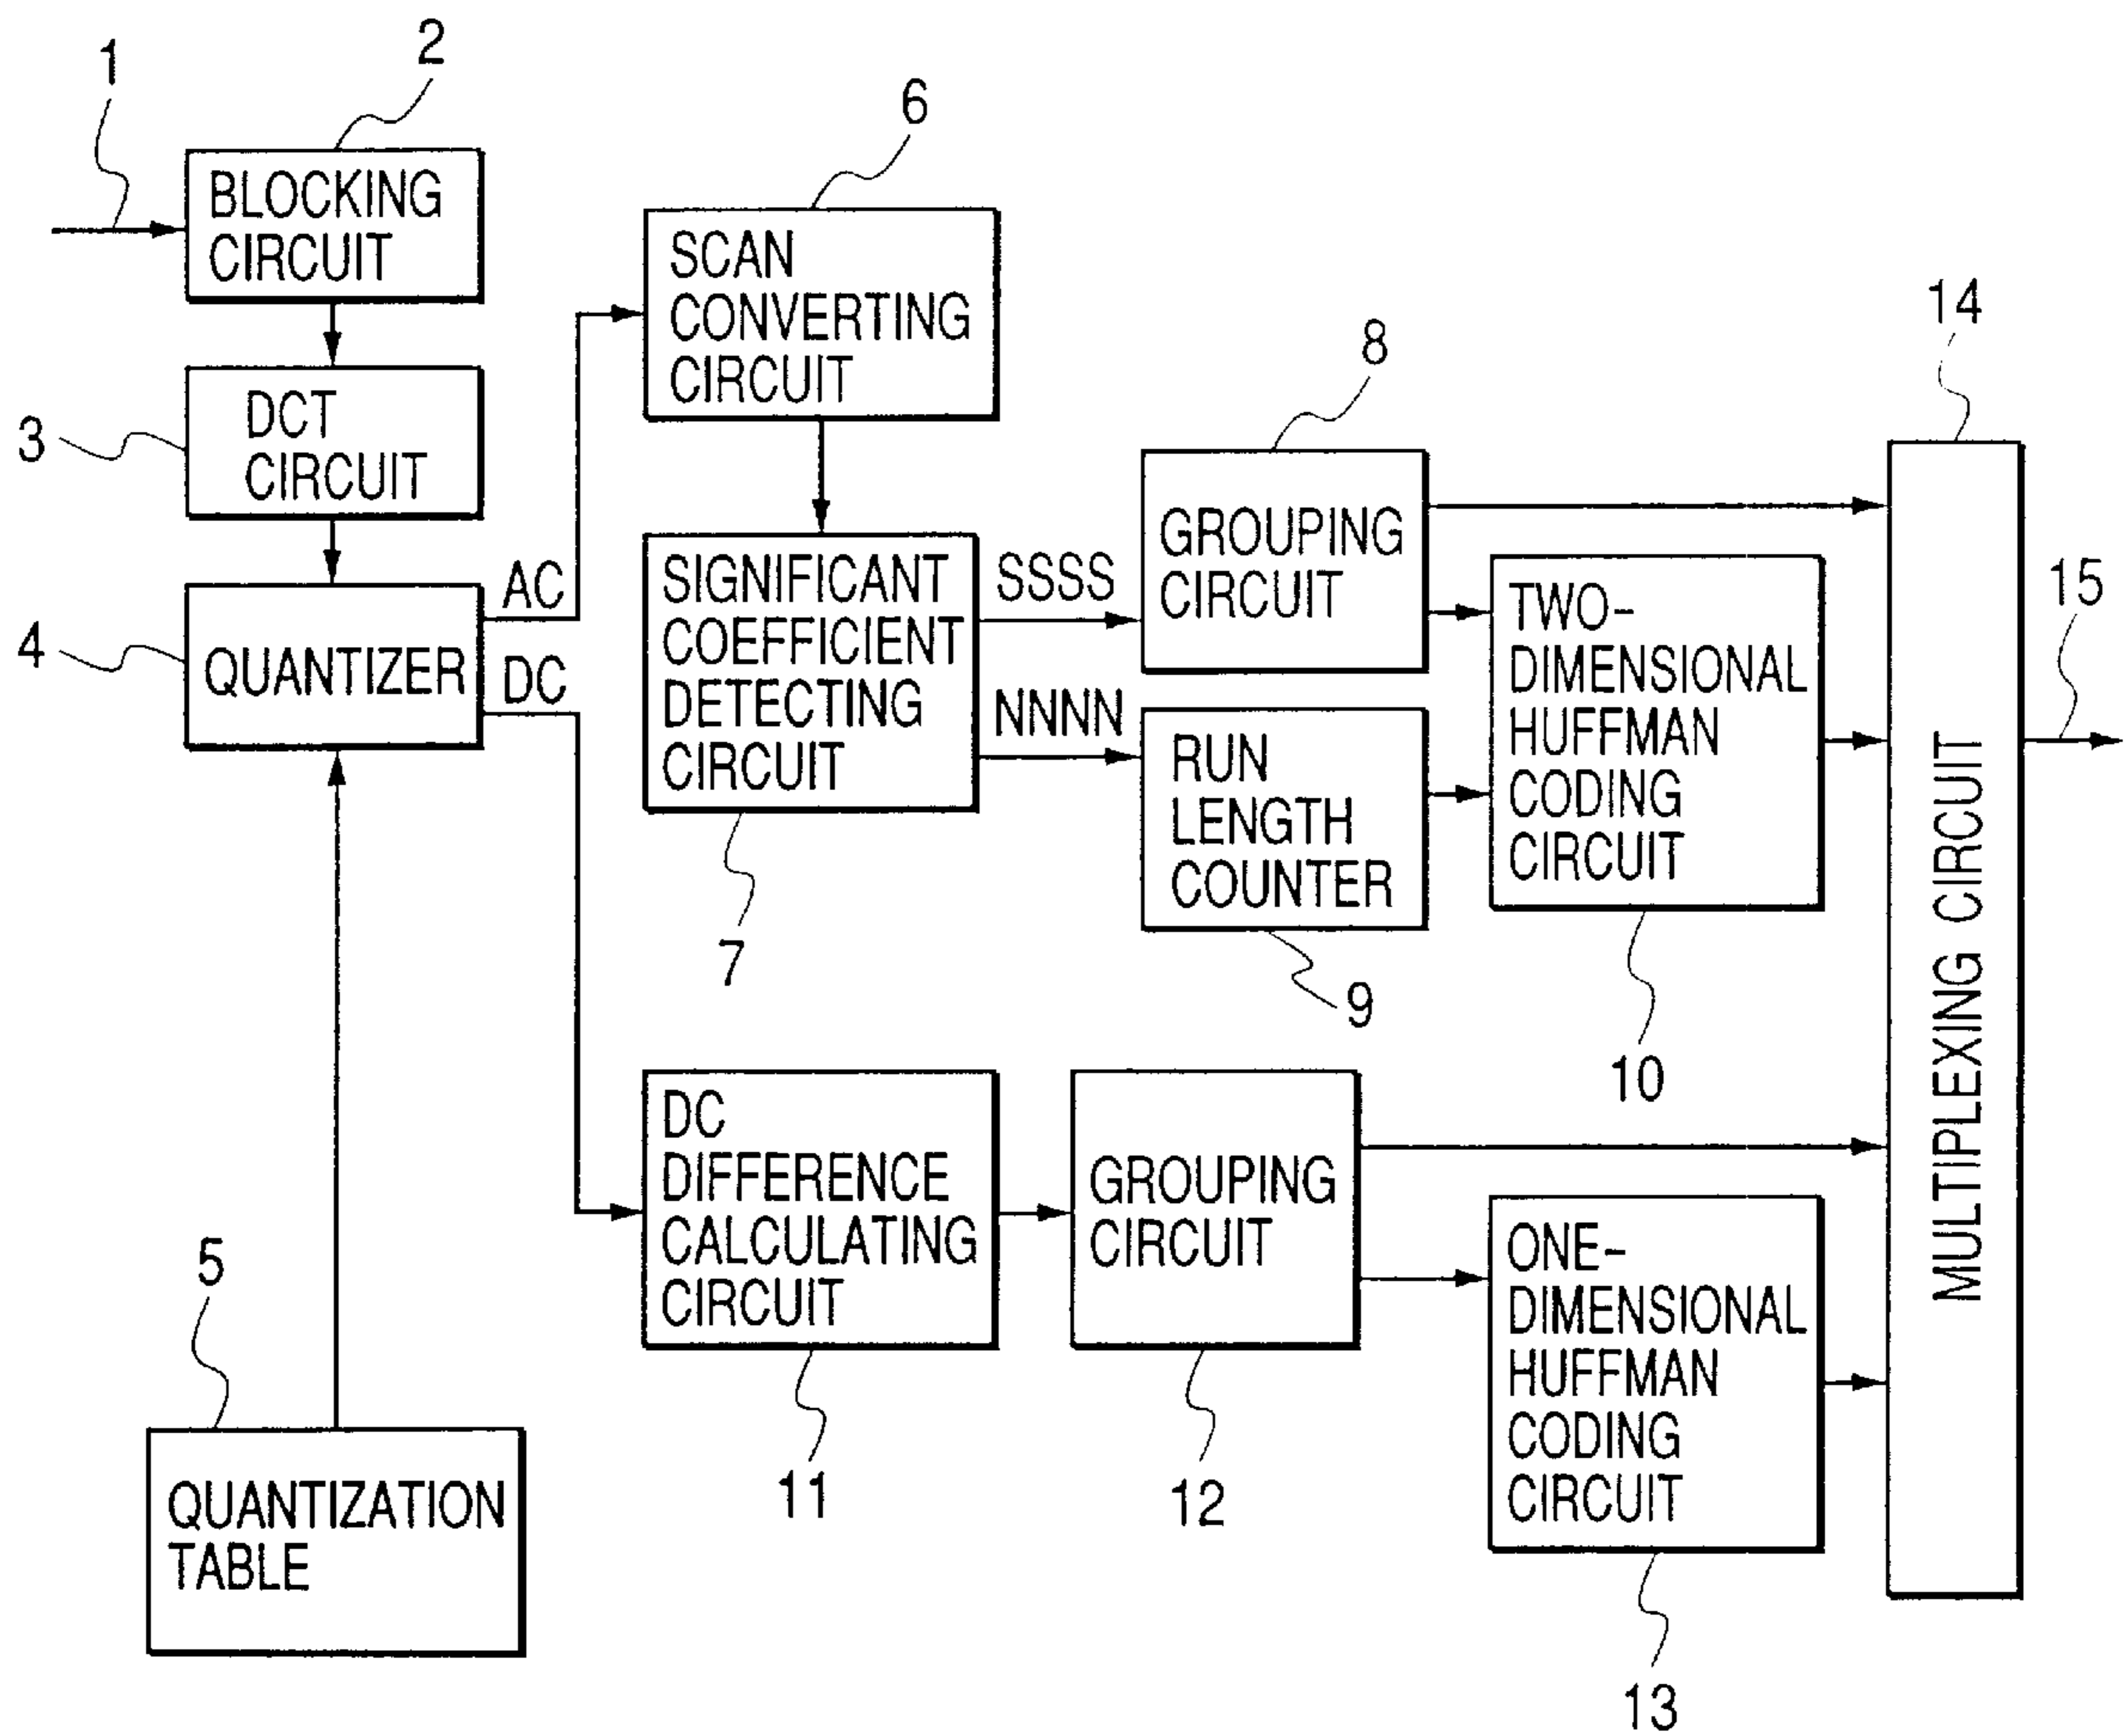 1
2
BLOCKING
CIRCUIT
3
DCT
CIRCUIT
4
QUANTIZER
AC
DC
5
QUANTIZATION
TABLE
6
SCAN
CONVERTING
CIRCUIT
SIGNIFICANT
COEFFICIENT
DETECTING
CIRCUIT
7
SSSS
NNNN
8
GROUPING
CIRCUIT
RUN
LENGTH
COUNTER
9
TWO-
DIMENSIONAL
HUFFMAN
CODING
CIRCUIT
10
DC
DIFFERENCE
CALCULATING
CIRCUIT
11
GROUPING
CIRCUIT
12
ONE-
DIMENSIONAL
HUFFMAN
CODING
CIRCUIT
13
14
MULTIPLEXING CIRCUIT
15